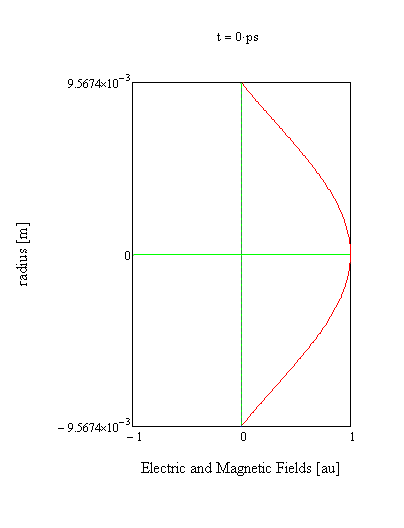 t = 0·ps
9.5674×10⁻³
radius [m]
0
− 9.5674×10⁻³
− 1 0 1
Electric and Magnetic Fields [au]